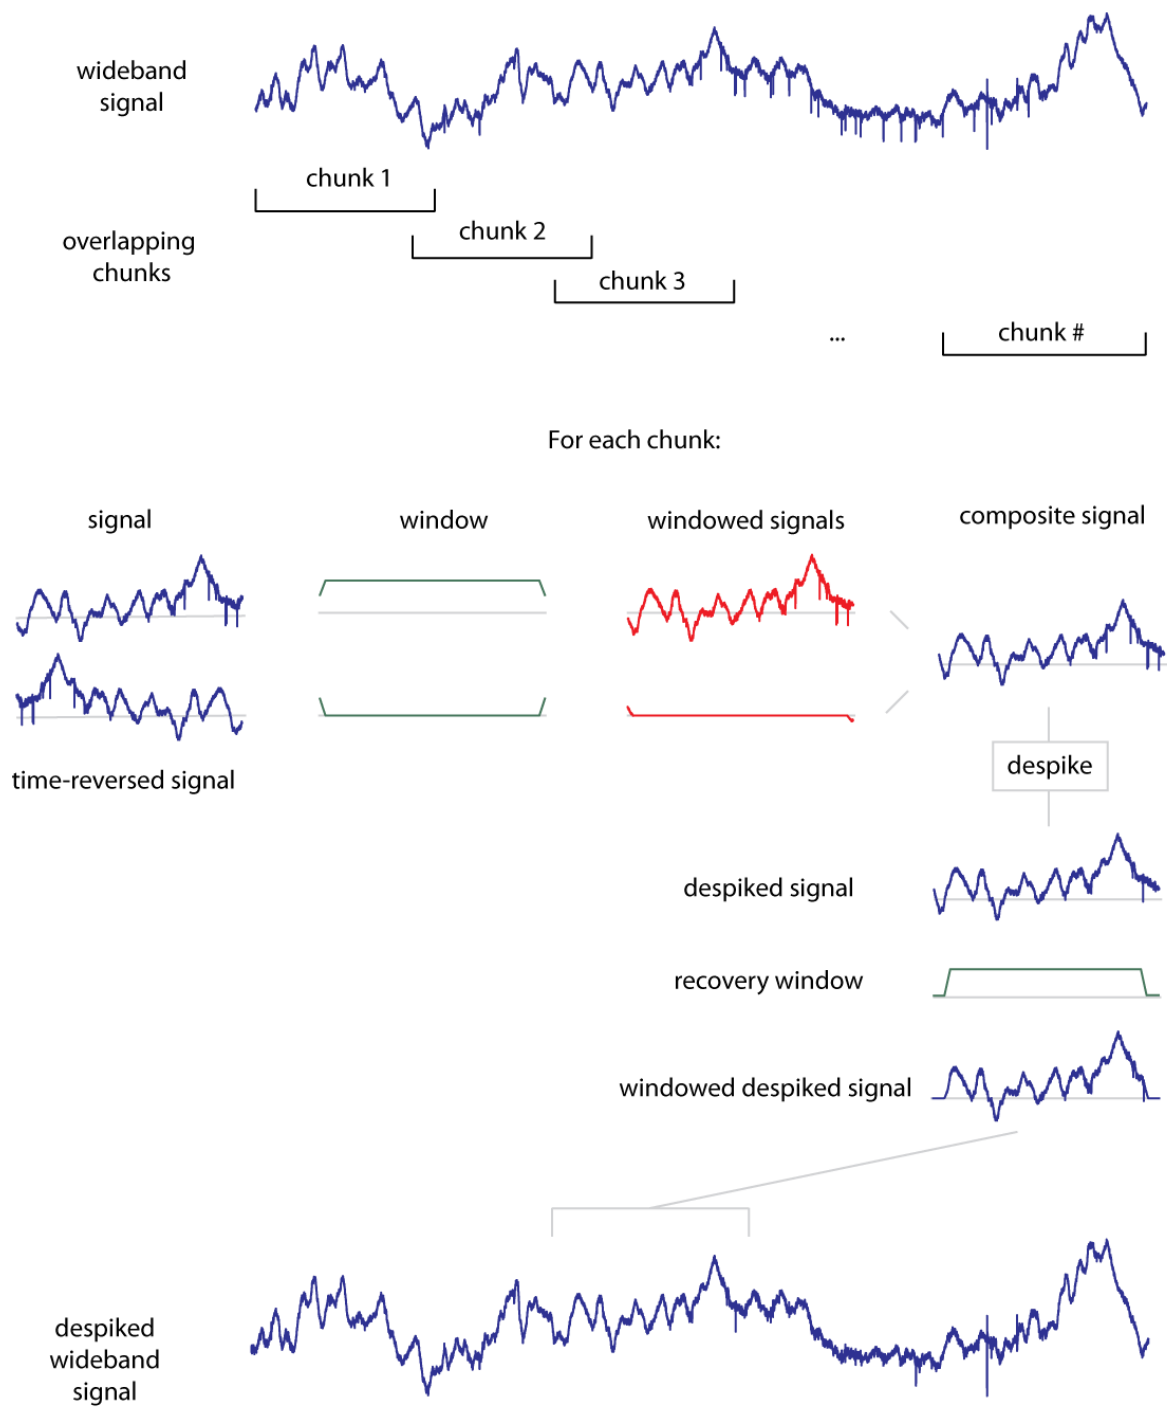 wideband
signal
chunk 1
overlapping
chunks
chunk 2
chunk 3
...
chunk #
For each chunk:
signal
window
windowed signals
composite signal
time-reversed signal
despike
despiked signal
recovery window
windowed despiked signal
despiked
wideband
signal